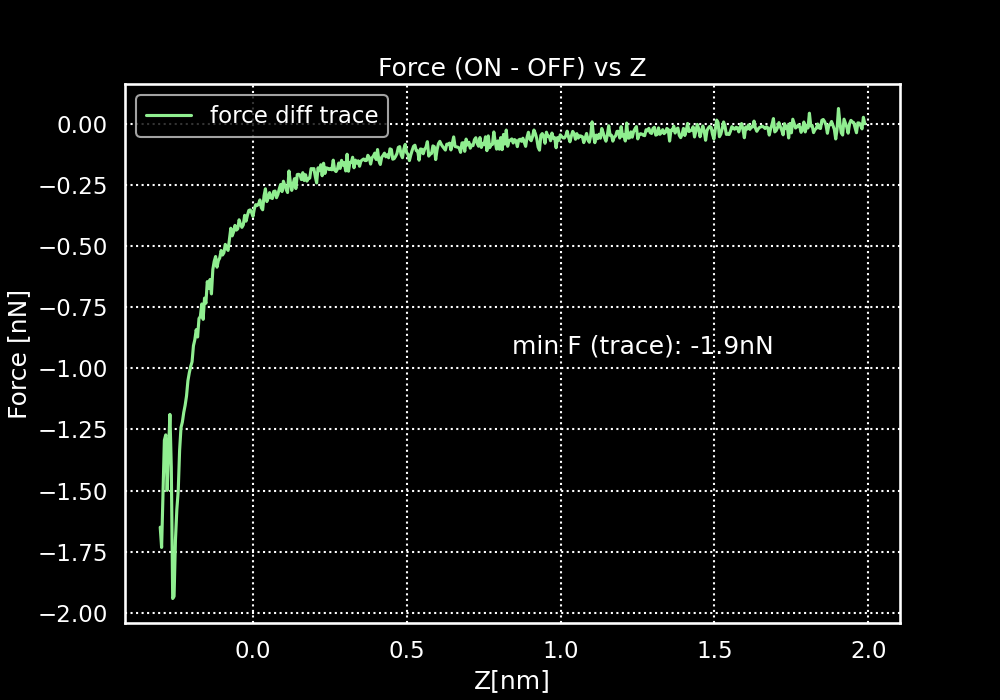 Force (ON - OFF) vs Z
force diff trace
0.00
−0.25
−0.50
−0.75
−1.00
−1.25
−1.50
−1.75
−2.00
Force [nN]
min F (trace): -1.9nN
0.0 0.5 1.0 1.5 2.0
Z[nm]